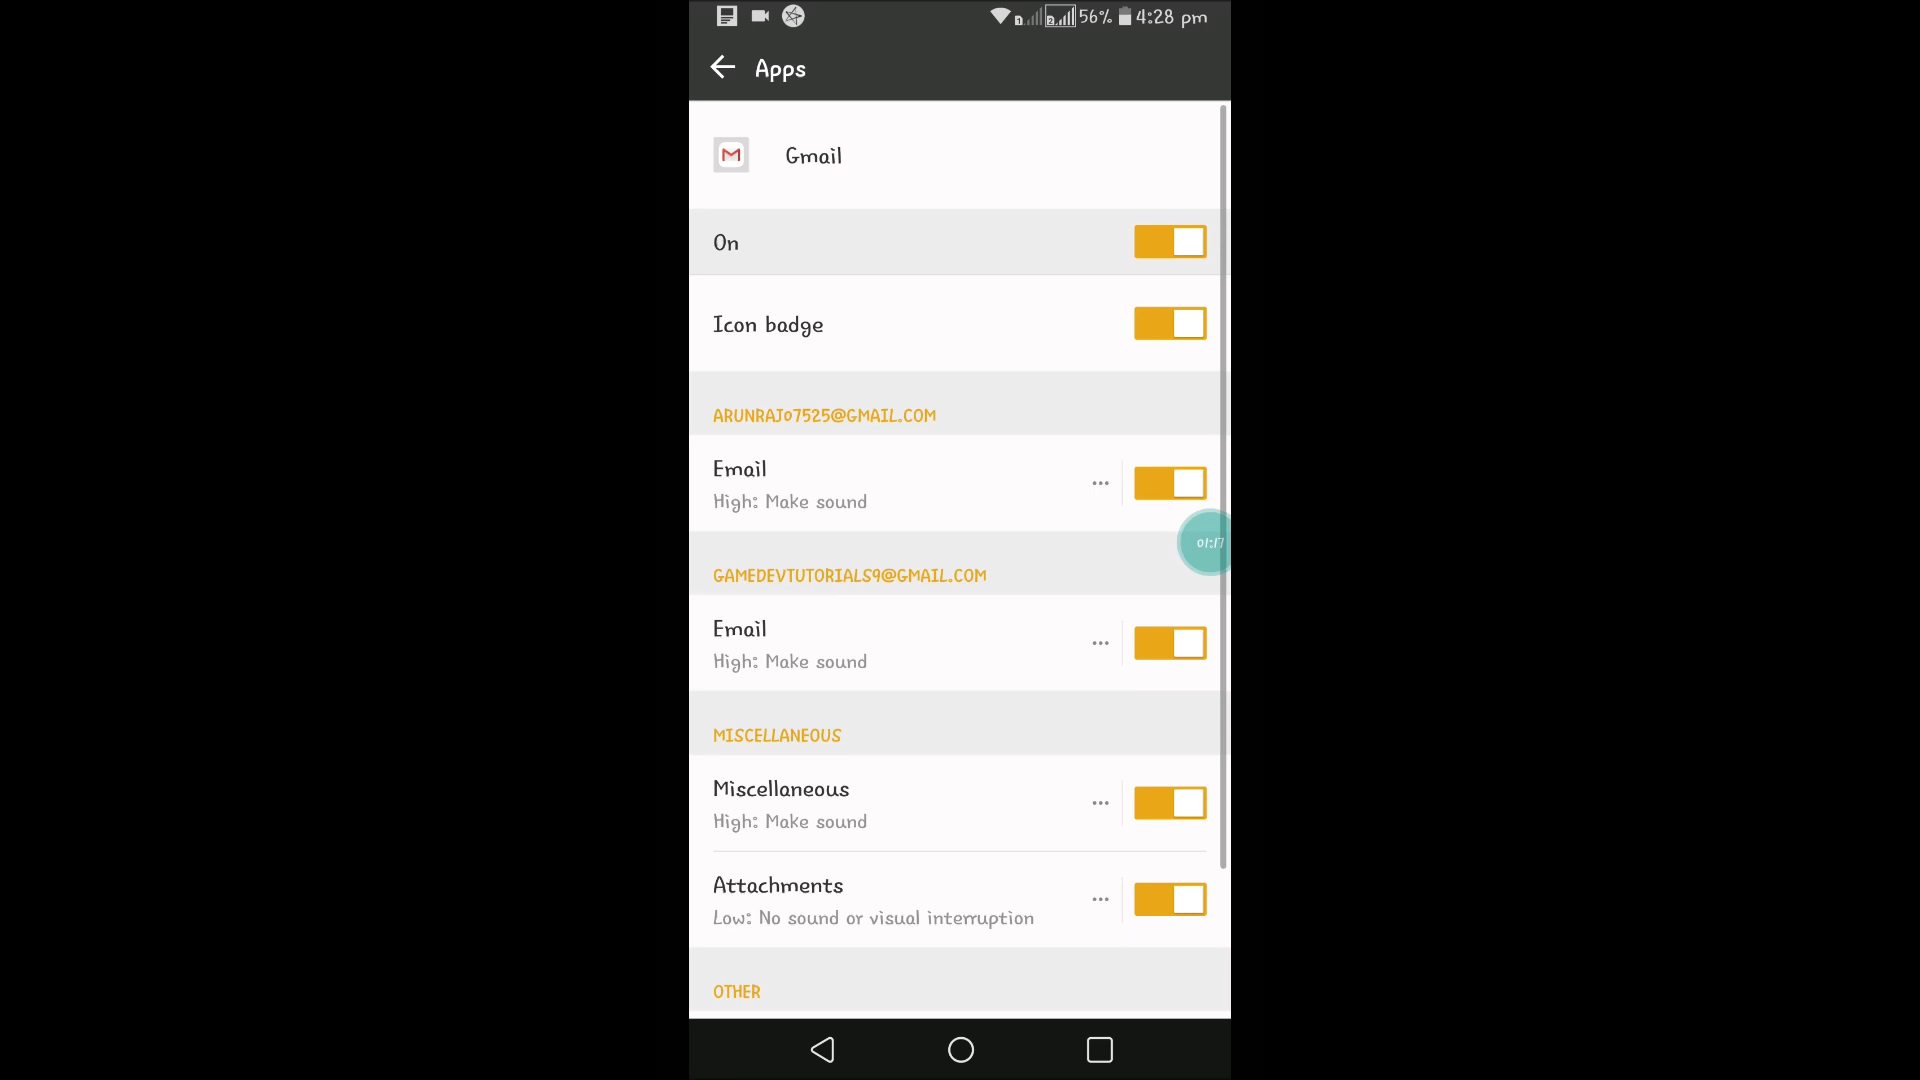 56% 4:28 pm
Apps
Gmail
On
Icon badge
ARUNRAJ07525@GMAIL.COM
Email
High: Make sound
01:17
GAMEDEVTUTORIALS9@GMAIL.COM
Email
High: Make sound
MISCELLANEOUS
Miscellaneous
High: Make sound
Attachments
Low: No sound or visual interruption
OTHER